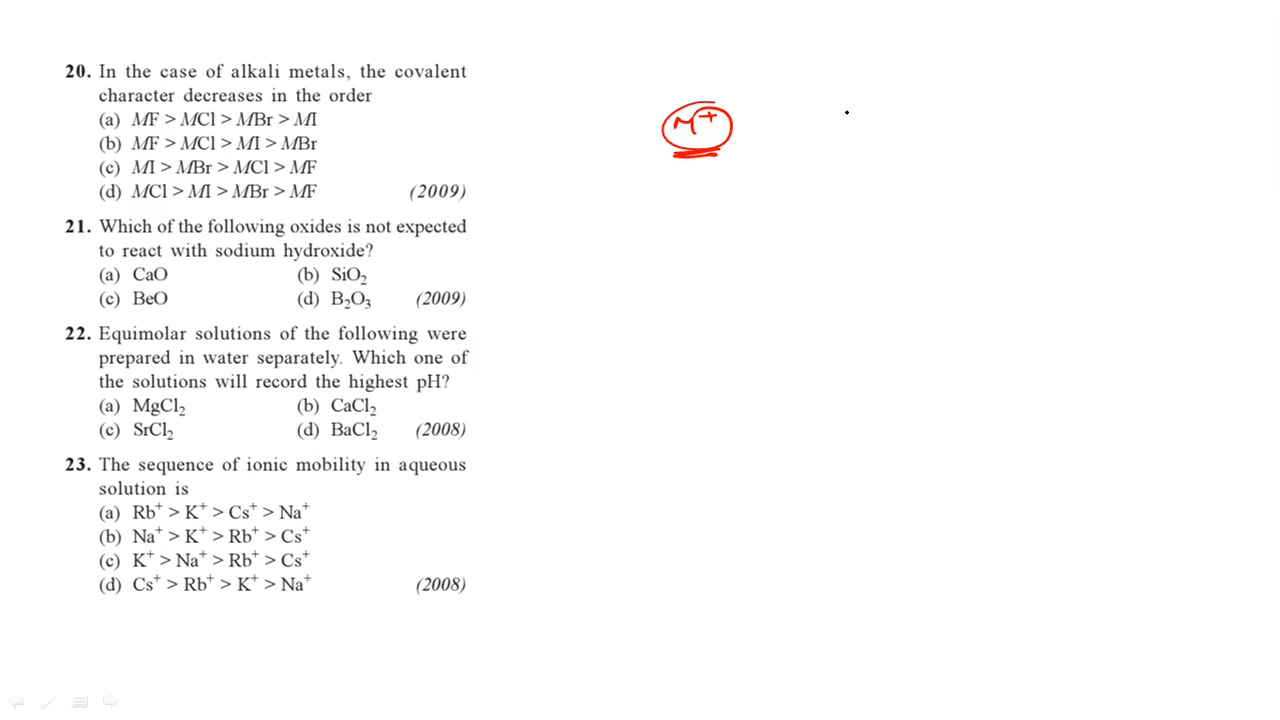 20. In the case of alkali metals, the covalent
character decreases in the order
(a) MF > MCl > MBr > MI
(b) MF > MCl > MI > MBr
(c) MI > MBr > MCl > MF
(d) MCl > MI > MBr > MF (2009)
21. Which of the following oxides is not expected
to react with sodium hydroxide?
(a) CaO (b) SiO₂
(c) BeO (d) B₂O₃ (2009)
22. Equimolar solutions of the following were
prepared in water separately. Which one of
the solutions will record the highest pH?
(a) MgCl₂ (b) CaCl₂
(c) SrCl₂ (d) BaCl₂ (2008)
23. The sequence of ionic mobility in aqueous
solution is
(a) Rb⁺ > K⁺ > Cs⁺ > Na⁺
(b) Na⁺ > K⁺ > Rb⁺ > Cs⁺
(c) K⁺ > Na⁺ > Rb⁺ > Cs⁺
(d) Cs⁺ > Rb⁺ > K⁺ > Na⁺ (2008)
M⁺